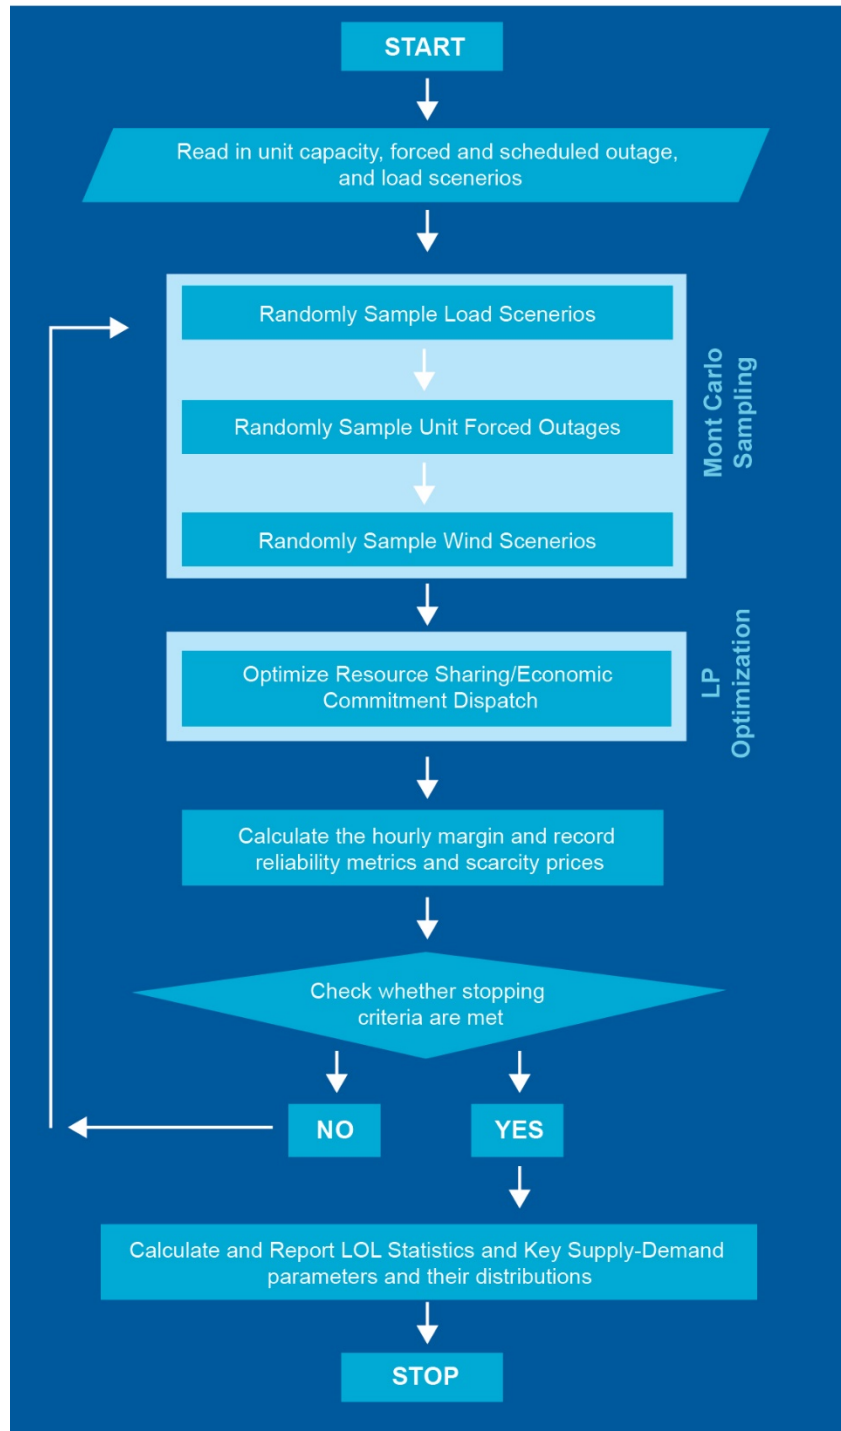 START
Read in unit capacity, forced and scheduled outage,
and load scenerios
Randomly Sample Load Scenerios
Randomly Sample Unit Forced Outages
Randomly Sample Wind Scenerios
Mont Carlo
Sampling
Optimize Resource Sharing/Economic
Commitment Dispatch
LP
Optimization
Calculate the hourly margin and record
reliability metrics and scarcity prices
Check whether stopping
criteria are met
NO
YES
Calculate and Report LOL Statistics and Key Supply-Demand
parameters and their distributions
STOP